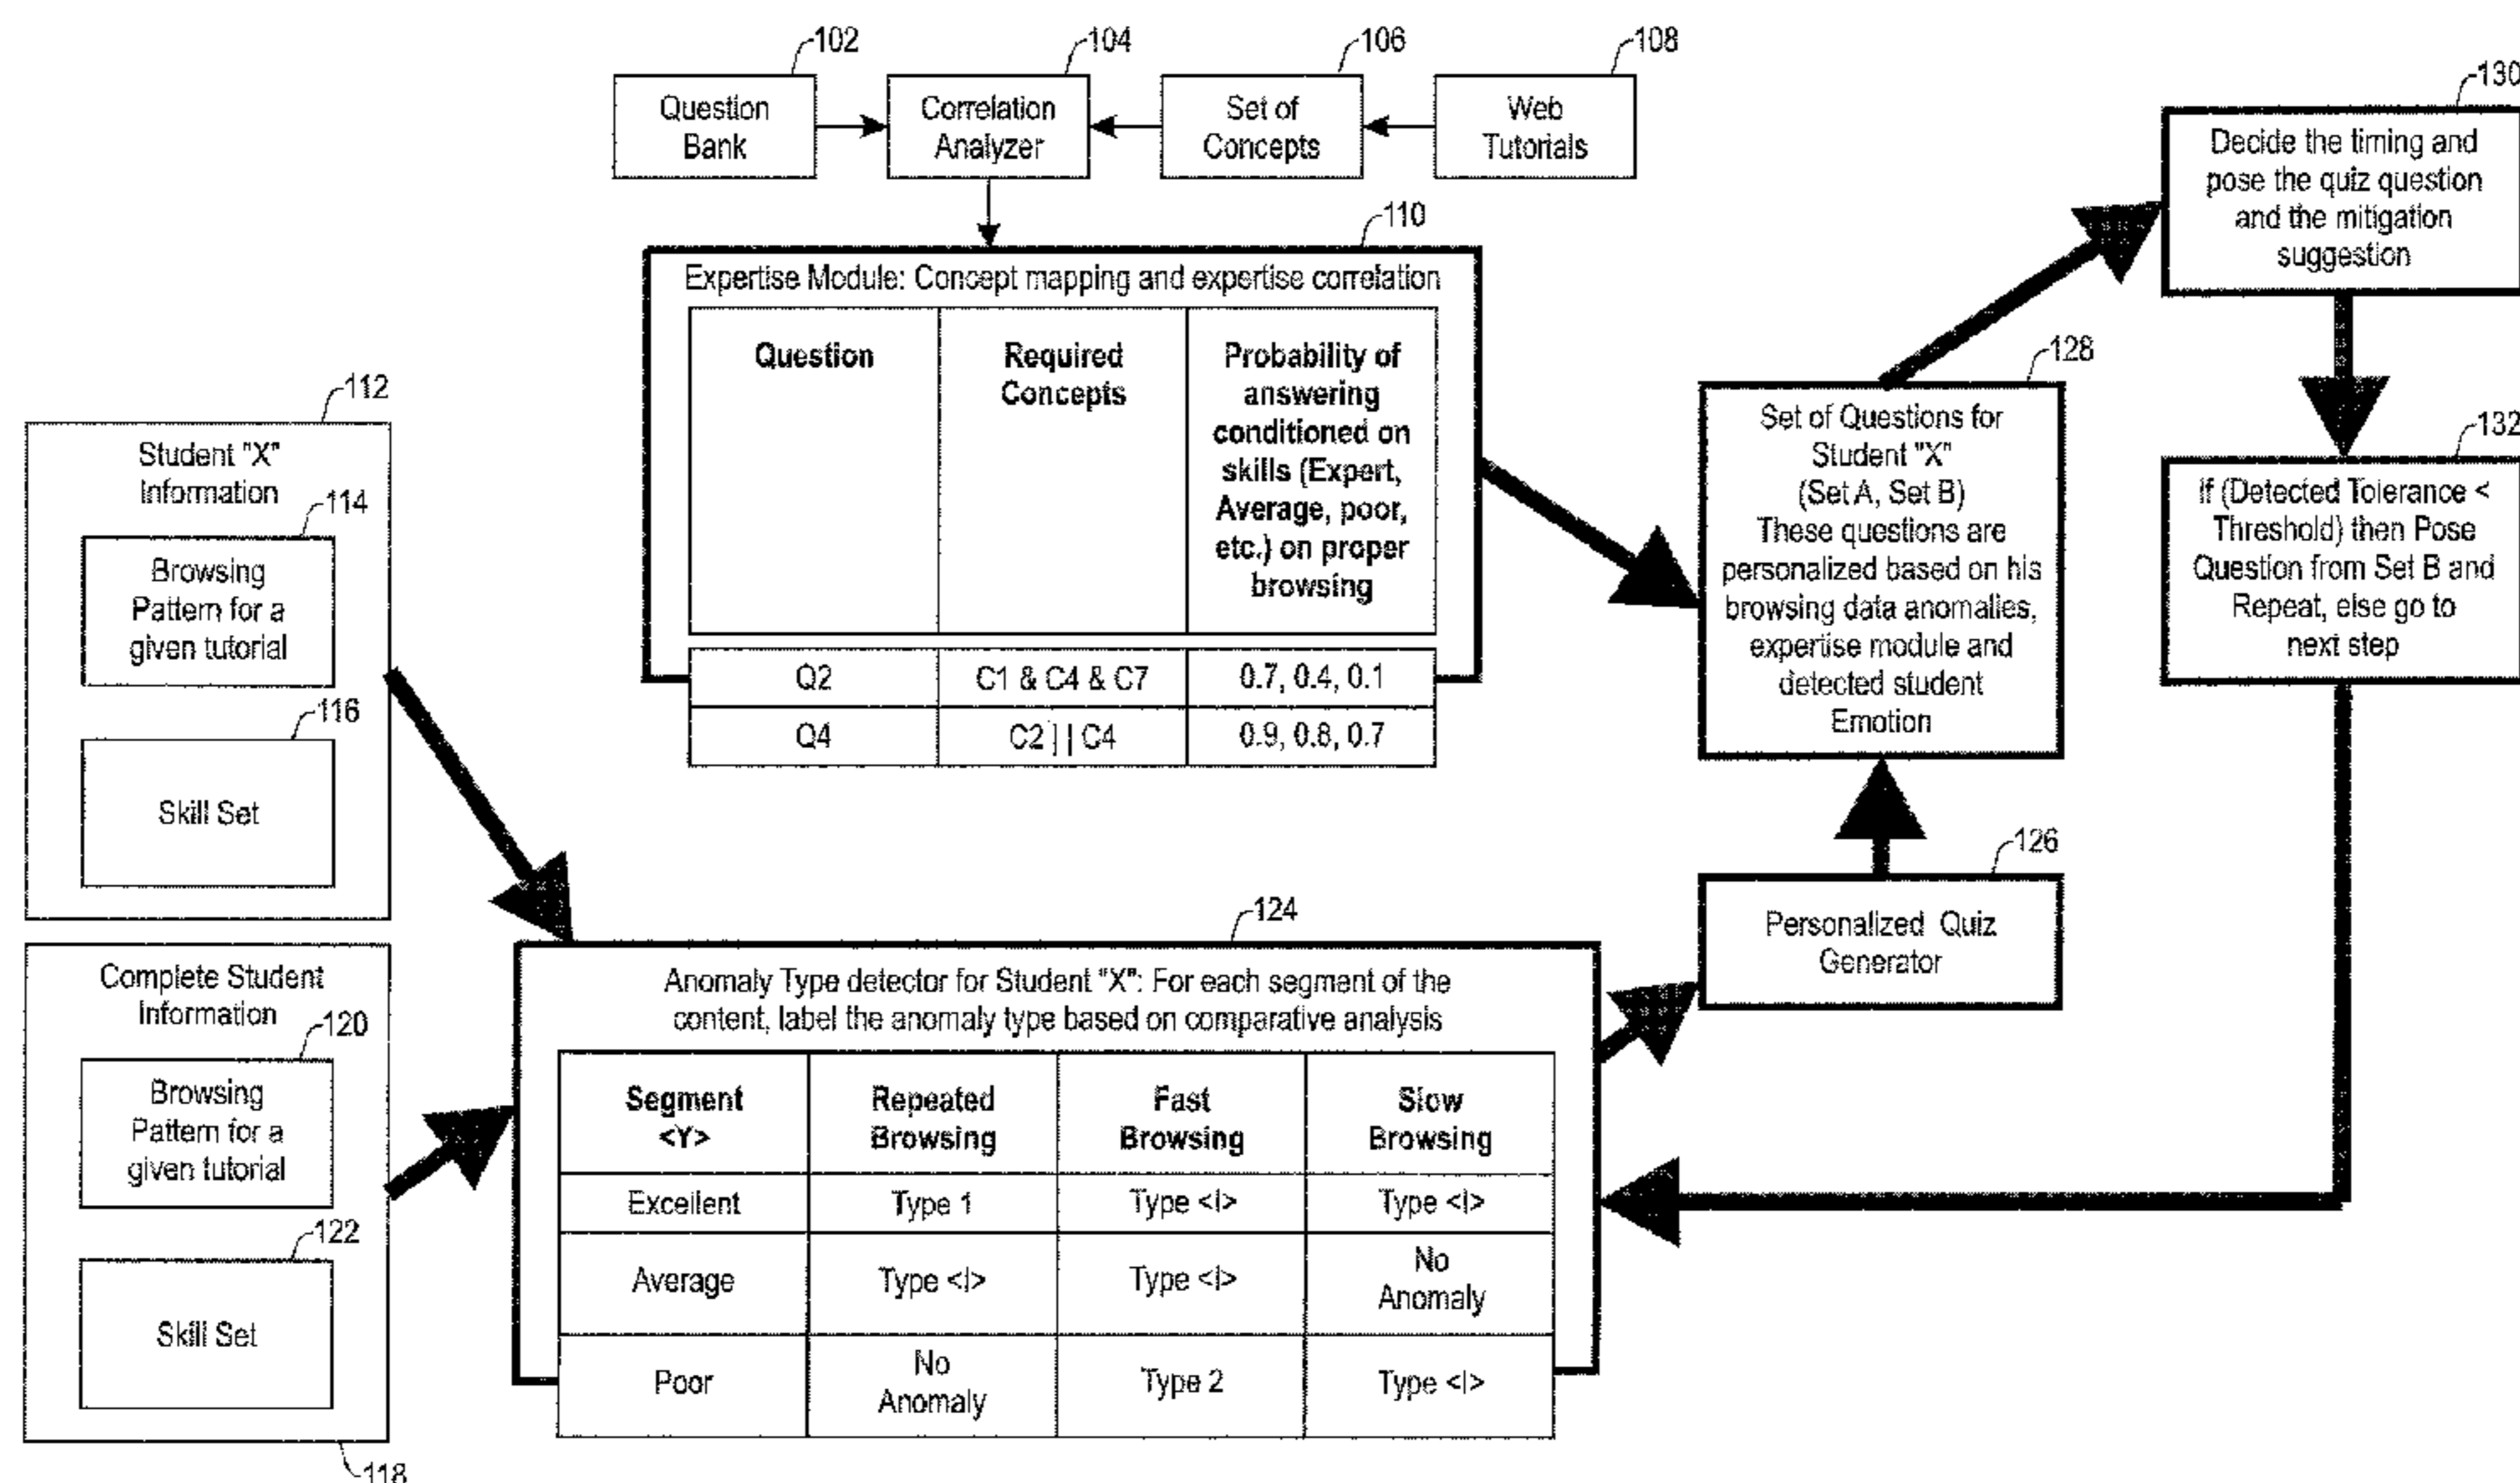 102
104
106
108
Question
Bank
Correlation
Analyzer
Set of
Concepts
Web
Tutorials
110
Expertise Module: Concept mapping and expertise correlation
Question
Required
Concepts
Probability of
answering
conditioned on
skills (Expert,
Average, poor,
etc.) on proper
browsing
Q2
C1 & C4 & C7
0.7, 0.4, 0.1
Q4
C2 ] | C4
0.9, 0.8, 0.7
112
Student "X"
Information
114
Browsing
Pattern for a
given tutorial
116
Skill Set
Complete Student
Information
120
Browsing
Pattern for a
given tutorial
122
Skill Set
118
124
Anomaly Type detector for Student "X": For each segment of the
content, label the anomaly type based on comparative analysis
Segment
<Y>
Repeated
Browsing
Fast
Browsing
Slow
Browsing
Excellent
Type 1
Type <I>
Type <I>
Average
Type <I>
Type <I>
No
Anomaly
Poor
No
Anomaly
Type 2
Type <I>
126
Personalized Quiz
Generator
128
Set of Questions for
Student "X"
(Set A, Set B)
These questions are
personalized based on his
browsing data anomalies,
expertise module and
detected student
Emotion
130
Decide the timing and
pose the quiz question
and the mitigation
suggestion
132
If (Detected Tolerance <
Threshold) then Pose
Question from Set B and
Repeat, else go to
next step